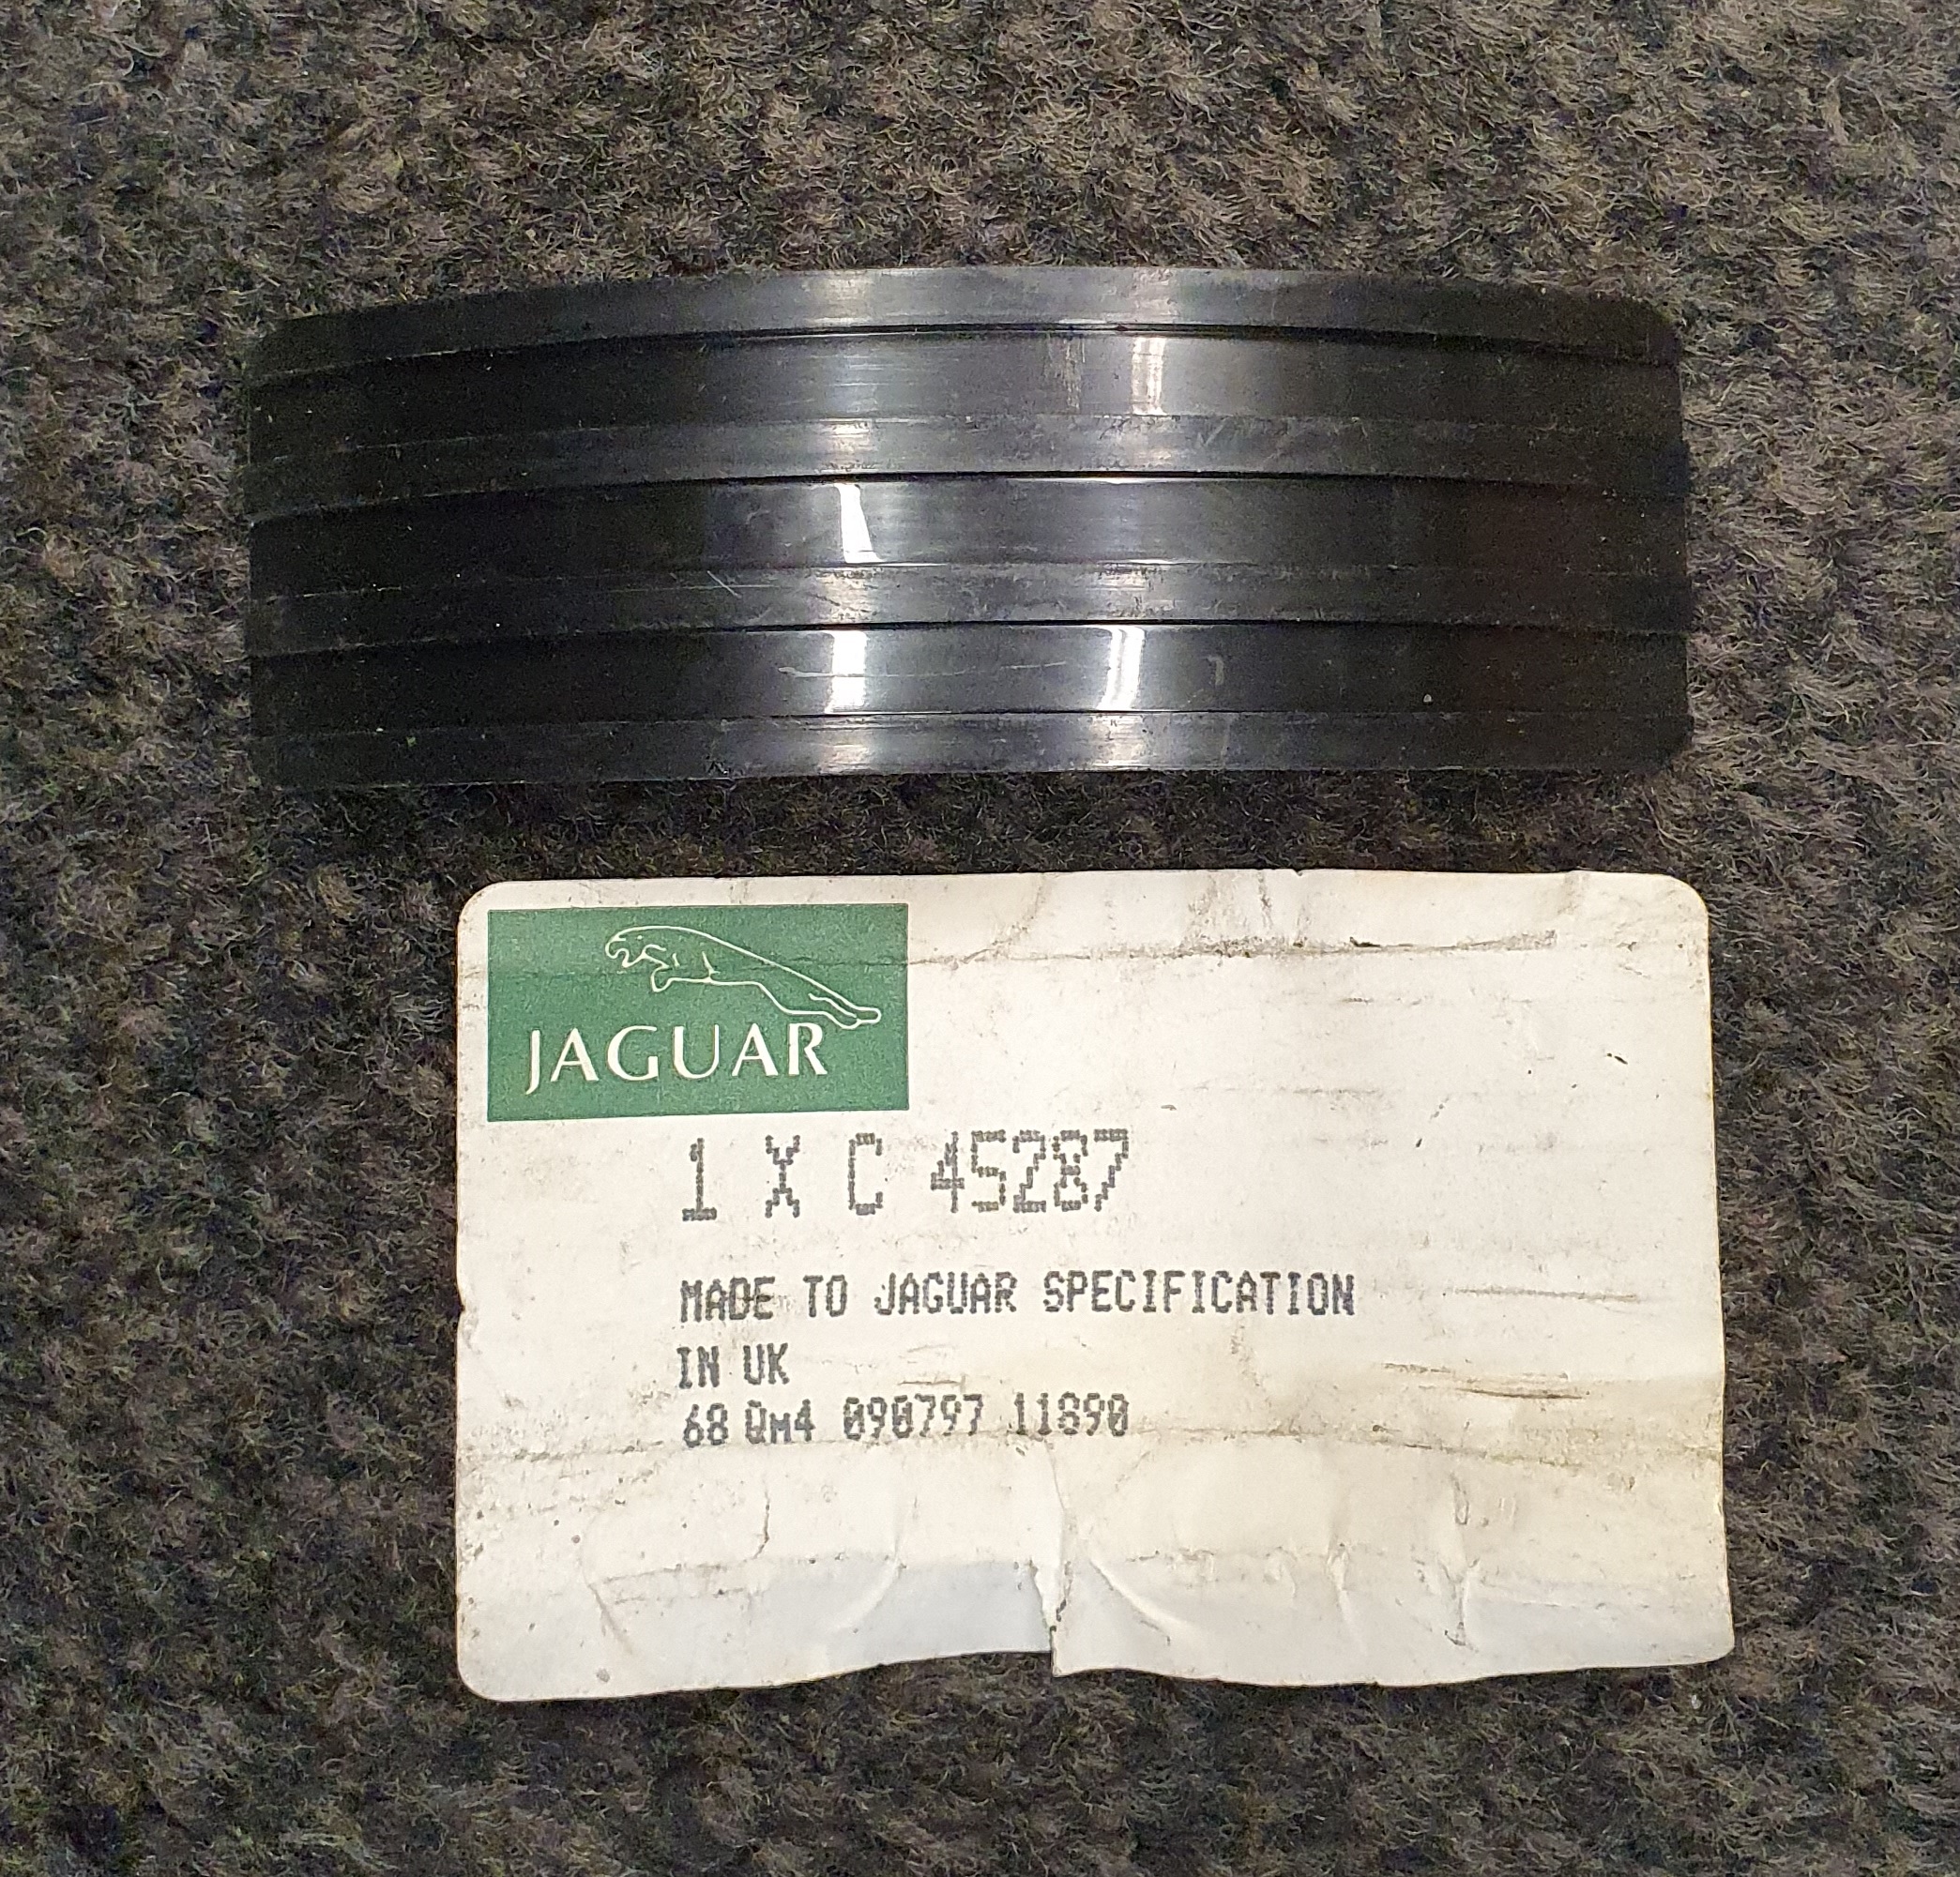 JAGUAR
1 X C 45287
MADE TO JAGUAR SPECIFICATION
IN UK
68 QM4 090797 11890